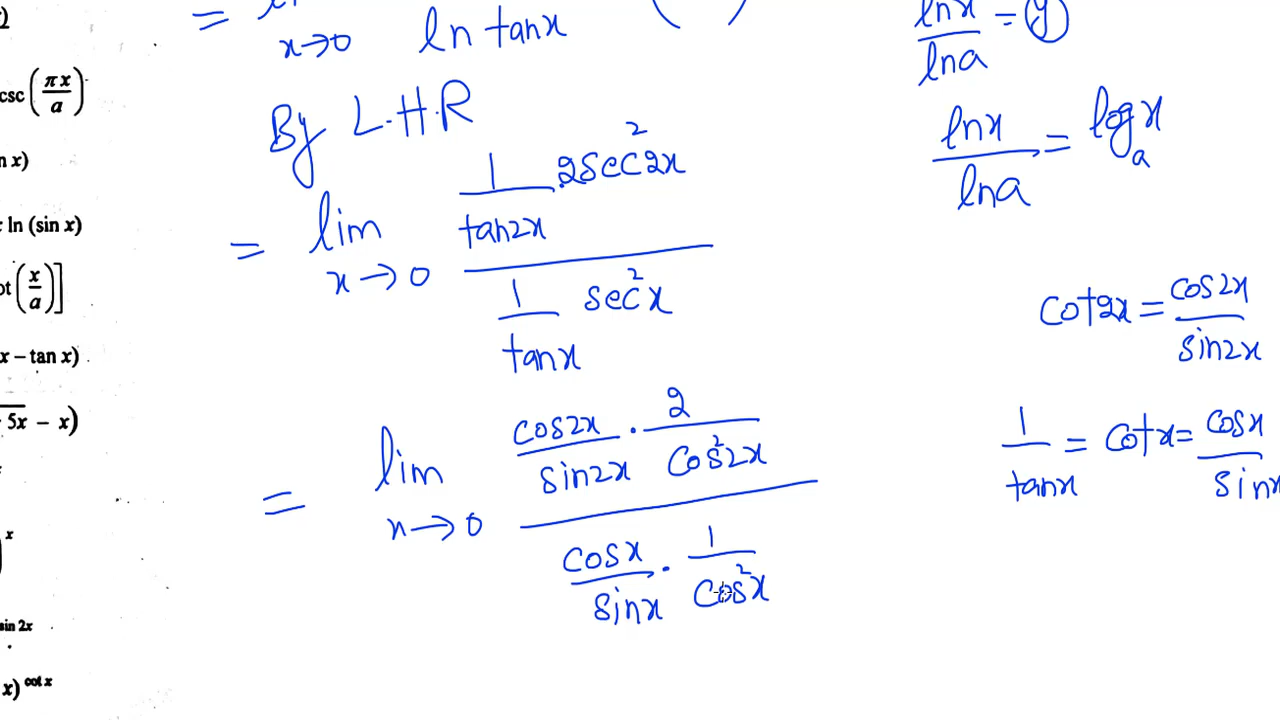 csc (πx/a)
n x)
ln (sin x)
ot (x/a)]
x − tan x)
5x − x)
x
sin 2x
x)^cot x
= lim x→0 ln tanx ( )
By L.H.R
= lim x→0 (1/tan2x . 2sec²2x) / (1/tanx sec²x)
= lim x→0 (cos2x/sin2x · 2/cos²2x) / (cosx/sinx · 1/cos²x)
lnx/lna = y
lnx/lna = log_a x
cot2x = cos2x/sin2x
1/tanx = cotx = cosx/sinx